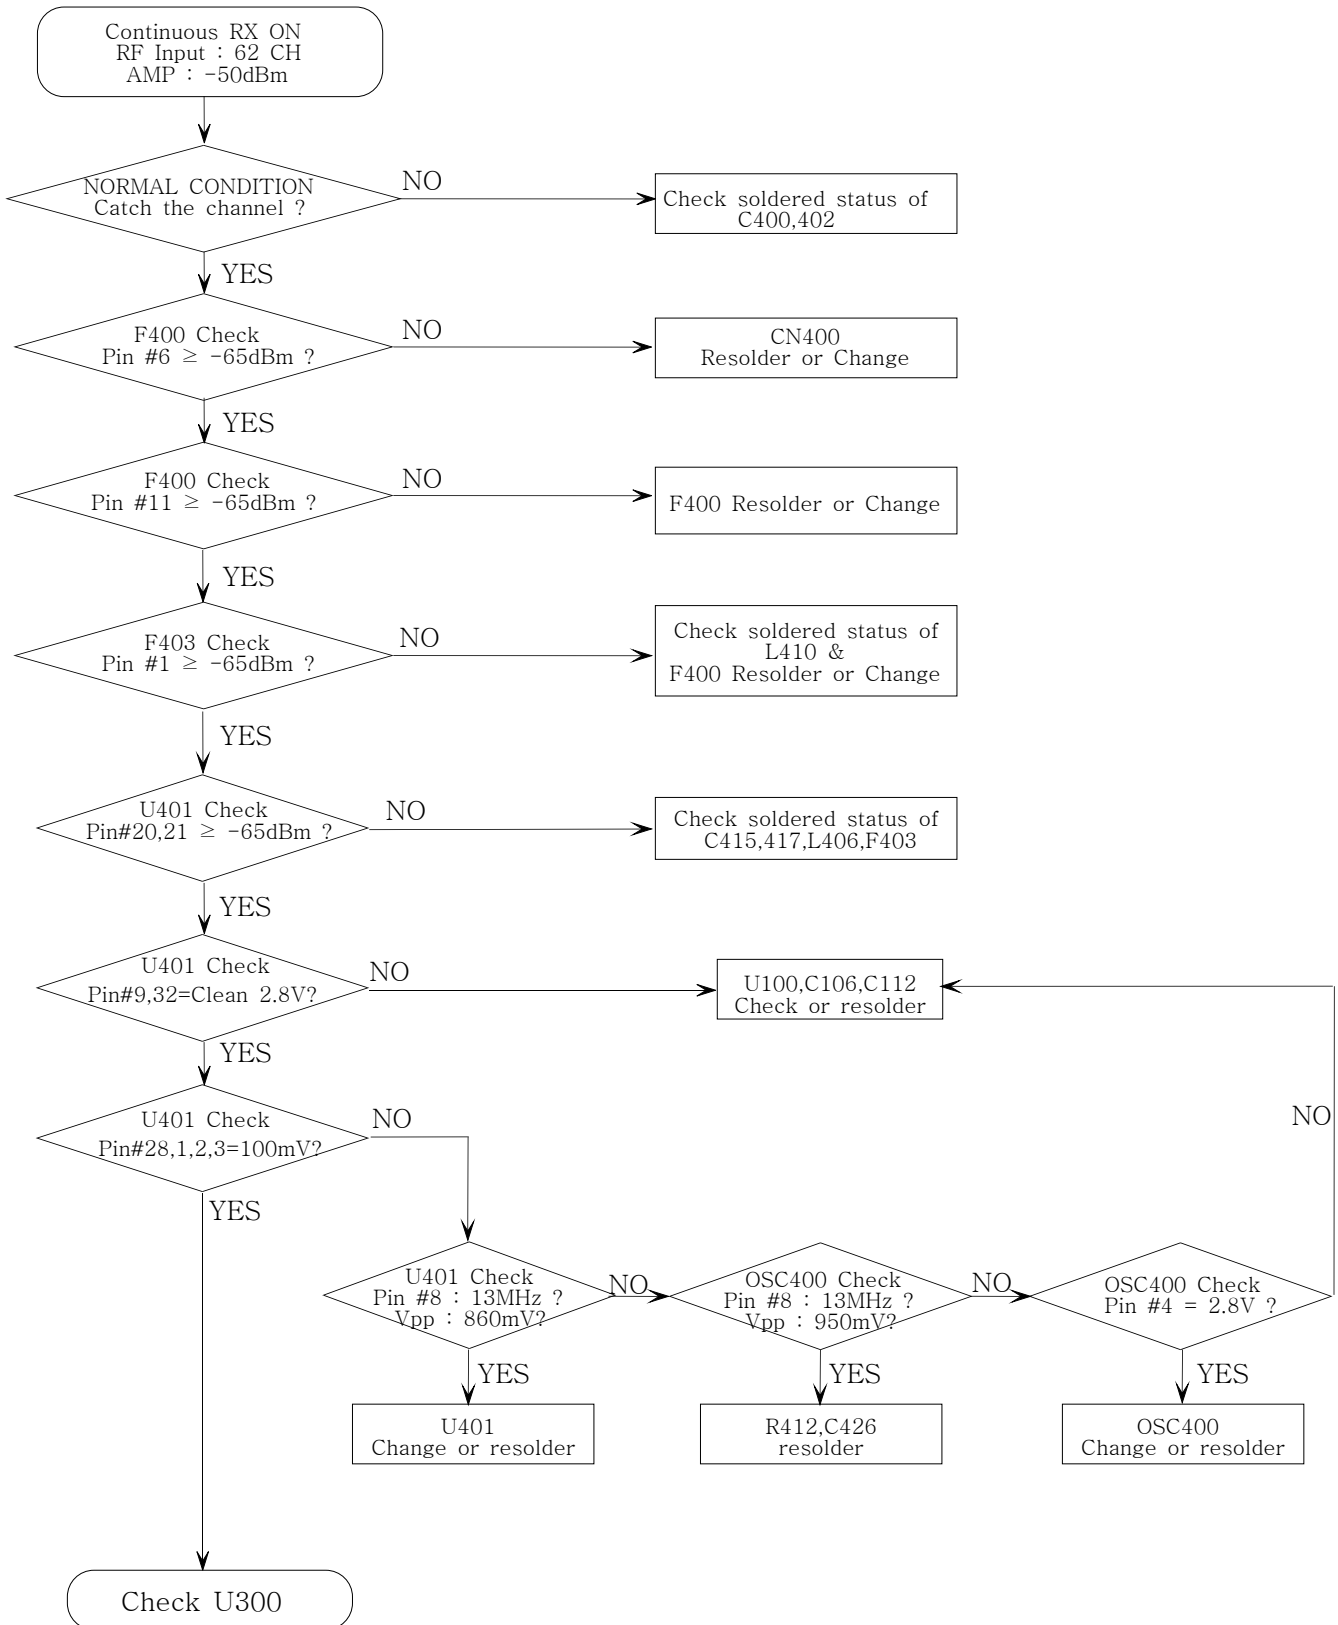 Continuous RX ON
RF Input : 62 CH
AMP : -50dBm
NORMAL CONDITION
Catch the channel ?
NO
Check soldered status of
C400,402
YES
F400 Check
Pin #6 ≥ -65dBm ?
NO
CN400
Resolder or Change
YES
F400 Check
Pin #11 ≥ -65dBm ?
NO
F400 Resolder or Change
YES
F403 Check
Pin #1 ≥ -65dBm ?
NO
Check soldered status of
L410 &
F400 Resolder or Change
YES
U401 Check
Pin#20,21 ≥ -65dBm ?
NO
Check soldered status of
C415,417,L406,F403
YES
U401 Check
Pin#9,32=Clean 2.8V?
NO
U100,C106,C112
Check or resolder
YES
U401 Check
Pin#28,1,2,3=100mV?
NO
NO
YES
U401 Check
Pin #8 : 13MHz ?
Vpp : 860mV?
NO
OSC400 Check
Pin #8 : 13MHz ?
Vpp : 950mV?
NO
OSC400 Check
Pin #4 = 2.8V ?
YES
YES
YES
U401
Change or resolder
R412,C426
resolder
OSC400
Change or resolder
Check U300